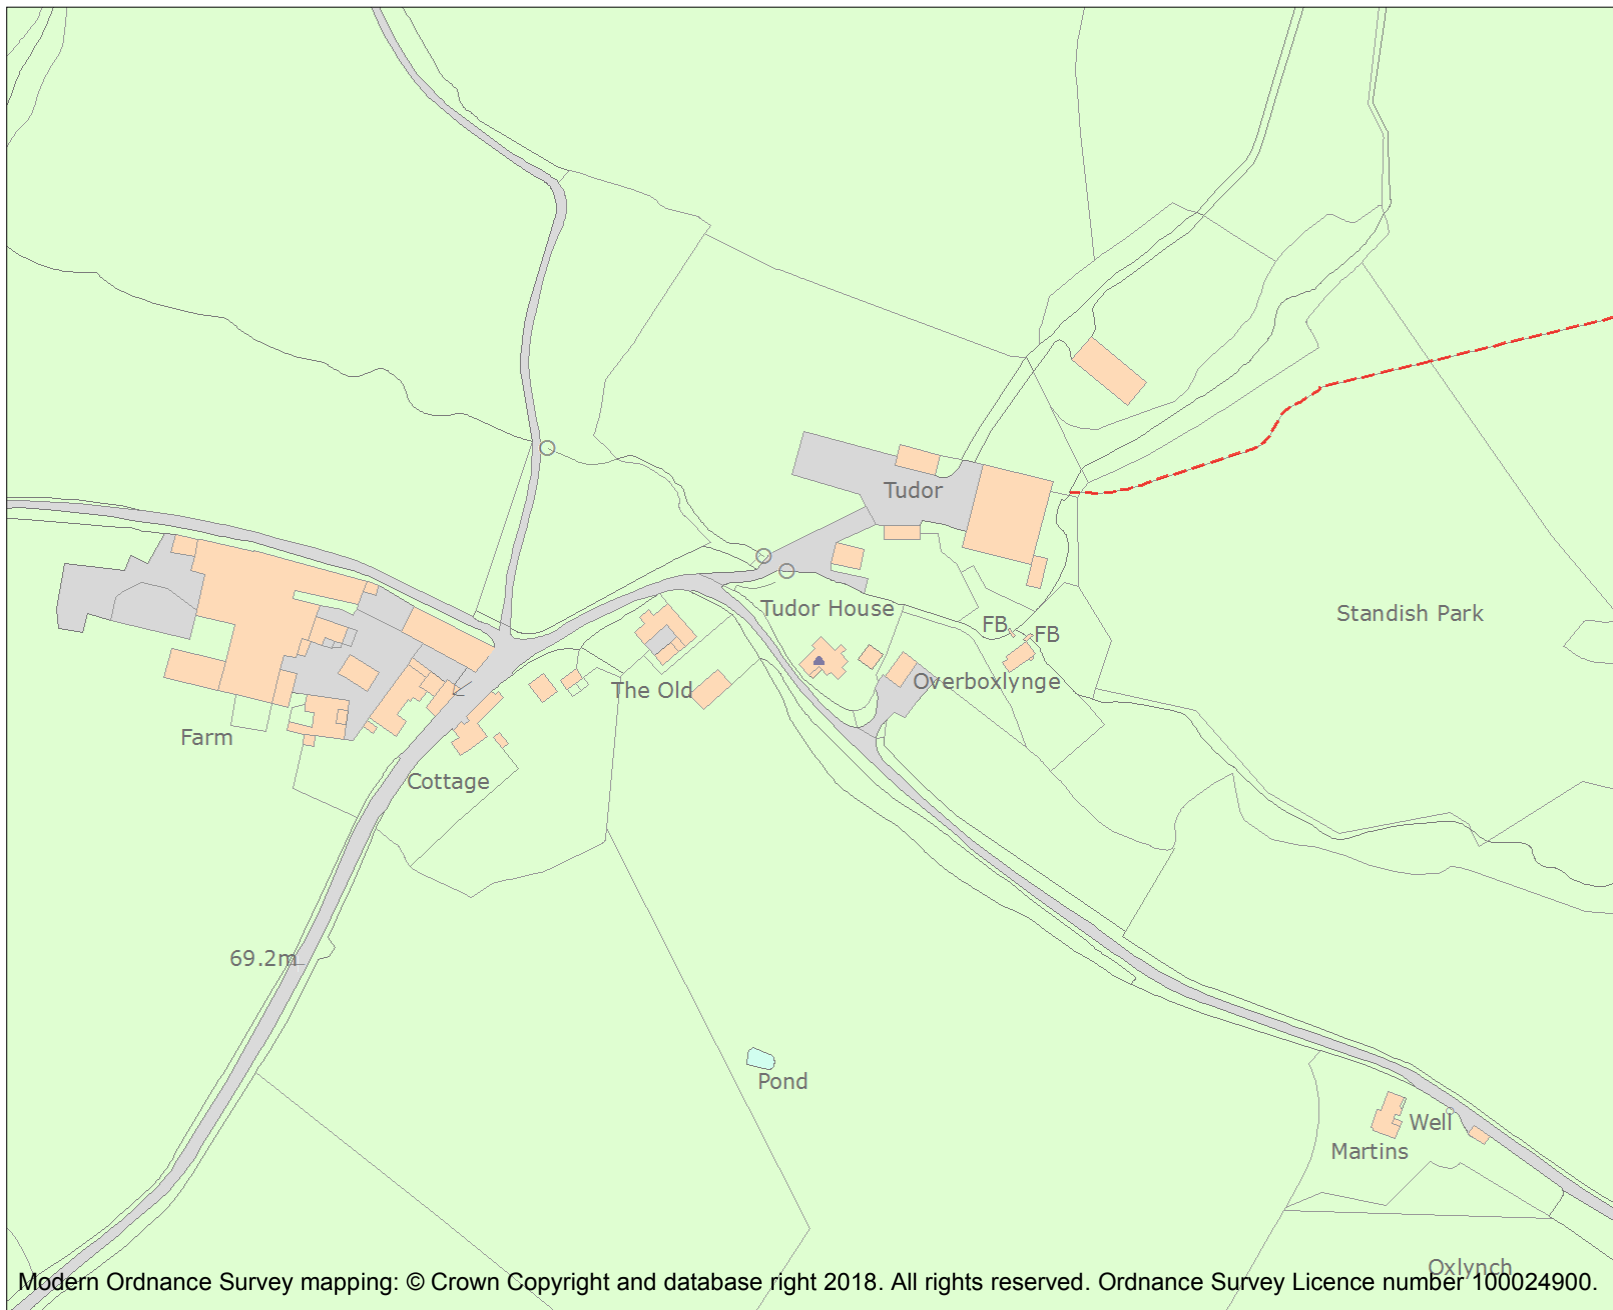 Tudor
Tudor House
FB
FB
Standish Park
The Old
Overboxlynge
Farm
Cottage
69.2m
Pond
Well
Martins
Oxlynch
Modern Ordnance Survey mapping: © Crown Copyright and database right 2018. All rights reserved. Ordnance Survey Licence number 100024900.